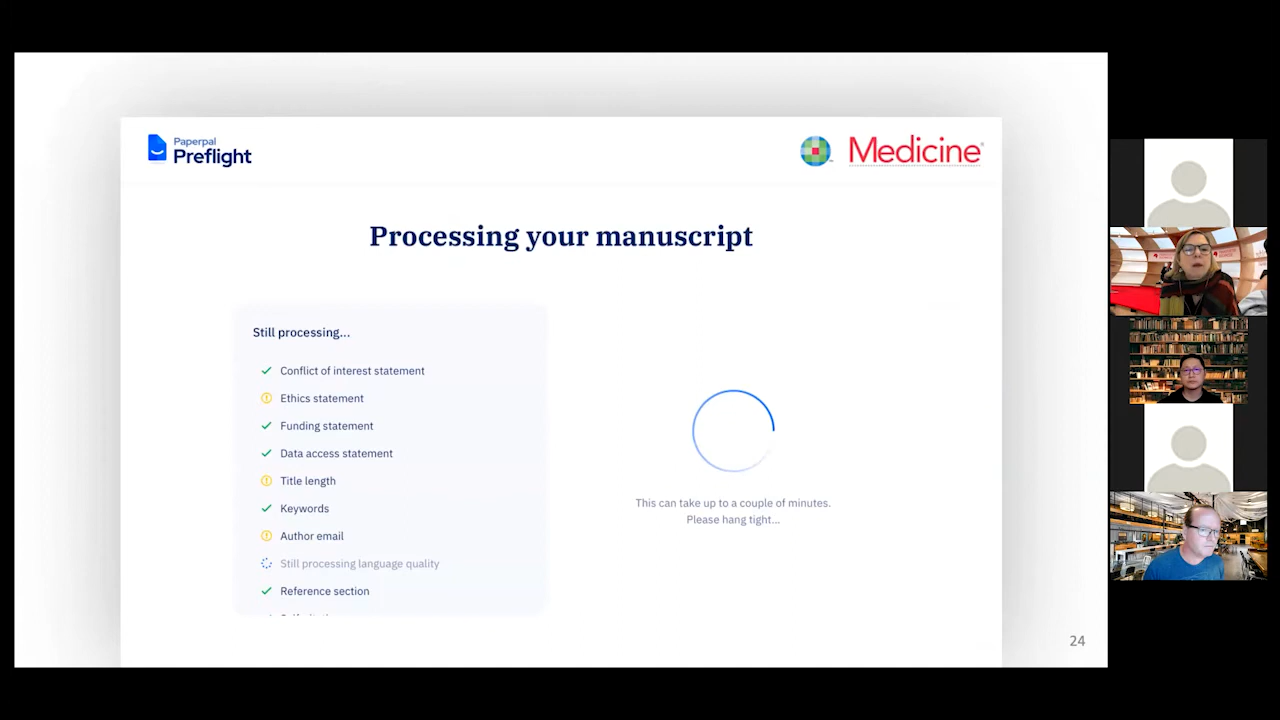 Paperpal
Preflight
Medicine
Processing your manuscript
Still processing...
Conflict of interest statement
Ethics statement
Funding statement
Data access statement
Title length
Keywords
Author email
Still processing language quality
Reference section
This can take up to a couple of minutes.
Please hang tight...
24